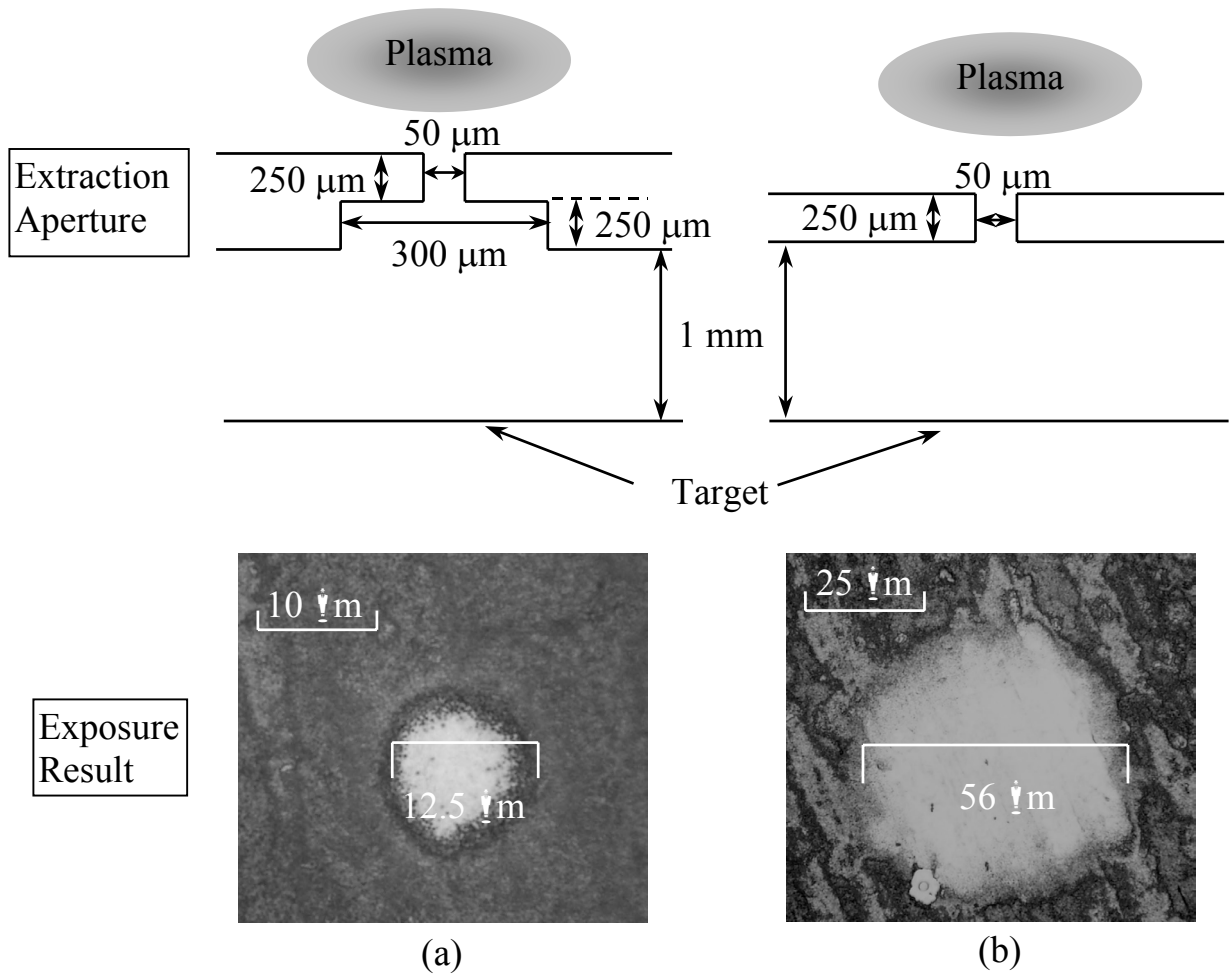 Plasma
Plasma
50 μm
50 μm
Extraction
Aperture
250 μm
250 μm
250 μm
300 μm
1 mm
Target
10 m
25 m
Exposure
Result
12.5 m
56 m
(a)
(b)